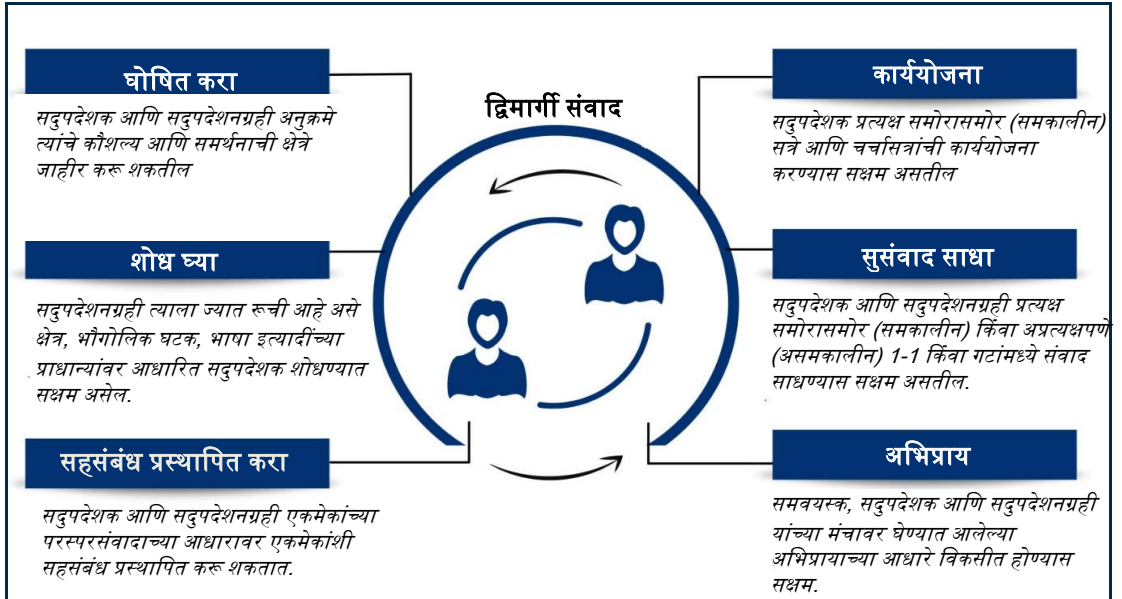 घोषित करा
सदुपदेशक आणि सदुपदेशनग्रही अनुक्रमे
त्यांचे कौशल्य आणि समर्थनाची क्षेत्रे
जाहीर करू शकतील
शोध घ्या
सदुपदेशनग्रही त्याला ज्यात रूची आहे असे
क्षेत्र, भौगोलिक घटक, भाषा इत्यादींच्या
प्राधान्यांवर आधारित सदुपदेशक शोधण्यात
सक्षम असेल.
सहसंबंध प्रस्थापित करा
सदुपदेशक आणि सदुपदेशनग्रही एकमेकांच्या
परस्परसंवादाच्या आधारावर एकमेकांशी
सहसंबंध प्रस्थापित करू शकतात.
द्विमार्गी संवाद
कार्ययोजना
सदुपदेशक प्रत्यक्ष समोरासमोर (समकालीन)
सत्रे आणि चर्चासत्रांची कार्ययोजना
करण्यास सक्षम असतील
सुसंवाद साधा
सदुपदेशक आणि सदुपदेशनग्रही प्रत्यक्ष
समोरासमोर (समकालीन) किंवा अप्रत्यक्षपणे
(असमकालीन) 1-1 किंवा गटांमध्ये संवाद
साधण्यास सक्षम असतील.
अभिप्राय
समवयस्क, सदुपदेशक आणि सदुपदेशनग्रही
यांच्या मंचावर घेण्यात आलेल्या
अभिप्रायाच्या आधारे विकसीत होण्यास
सक्षम.